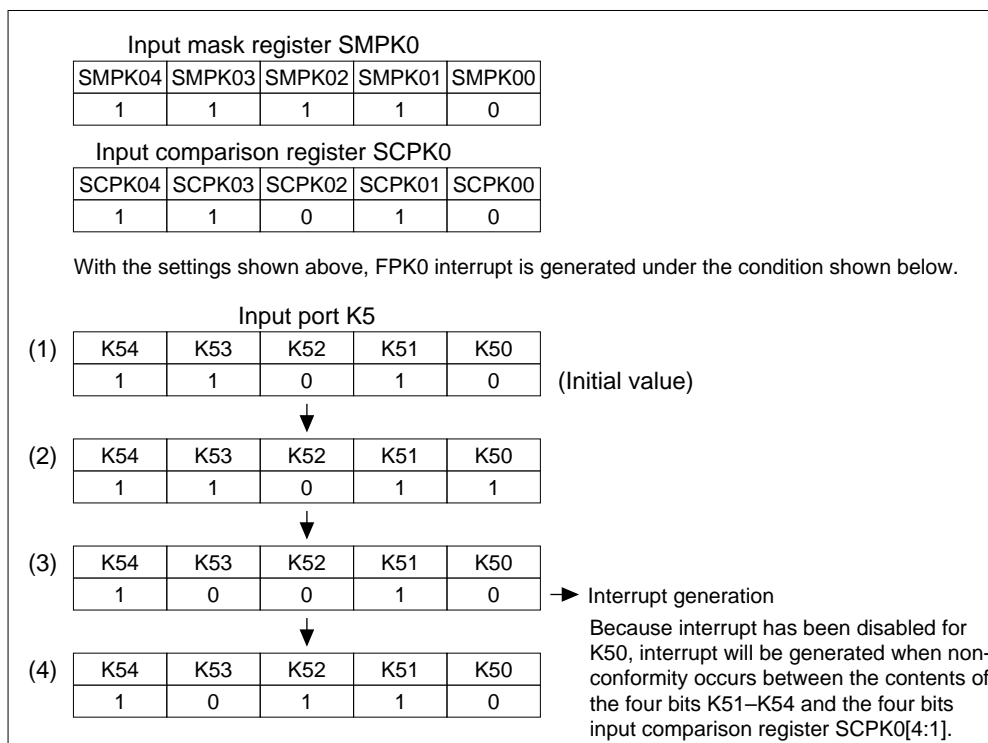 Input mask register SMPK0
SMPK04 SMPK03 SMPK02 SMPK01 SMPK00
1 1 1 1 0
Input comparison register SCPK0
SCPK04 SCPK03 SCPK02 SCPK01 SCPK00
1 1 0 1 0
With the settings shown above, FPK0 interrupt is generated under the condition shown below.
Input port K5
(1) K54 K53 K52 K51 K50
1 1 0 1 0 (Initial value)
(2) K54 K53 K52 K51 K50
1 1 0 1 1
(3) K54 K53 K52 K51 K50
1 0 0 1 0 Interrupt generation
Because interrupt has been disabled for
K50, interrupt will be generated when non-
conformity occurs between the contents of
the four bits K51–K54 and the four bits
input comparison register SCPK0[4:1].
(4) K54 K53 K52 K51 K50
1 0 1 1 0